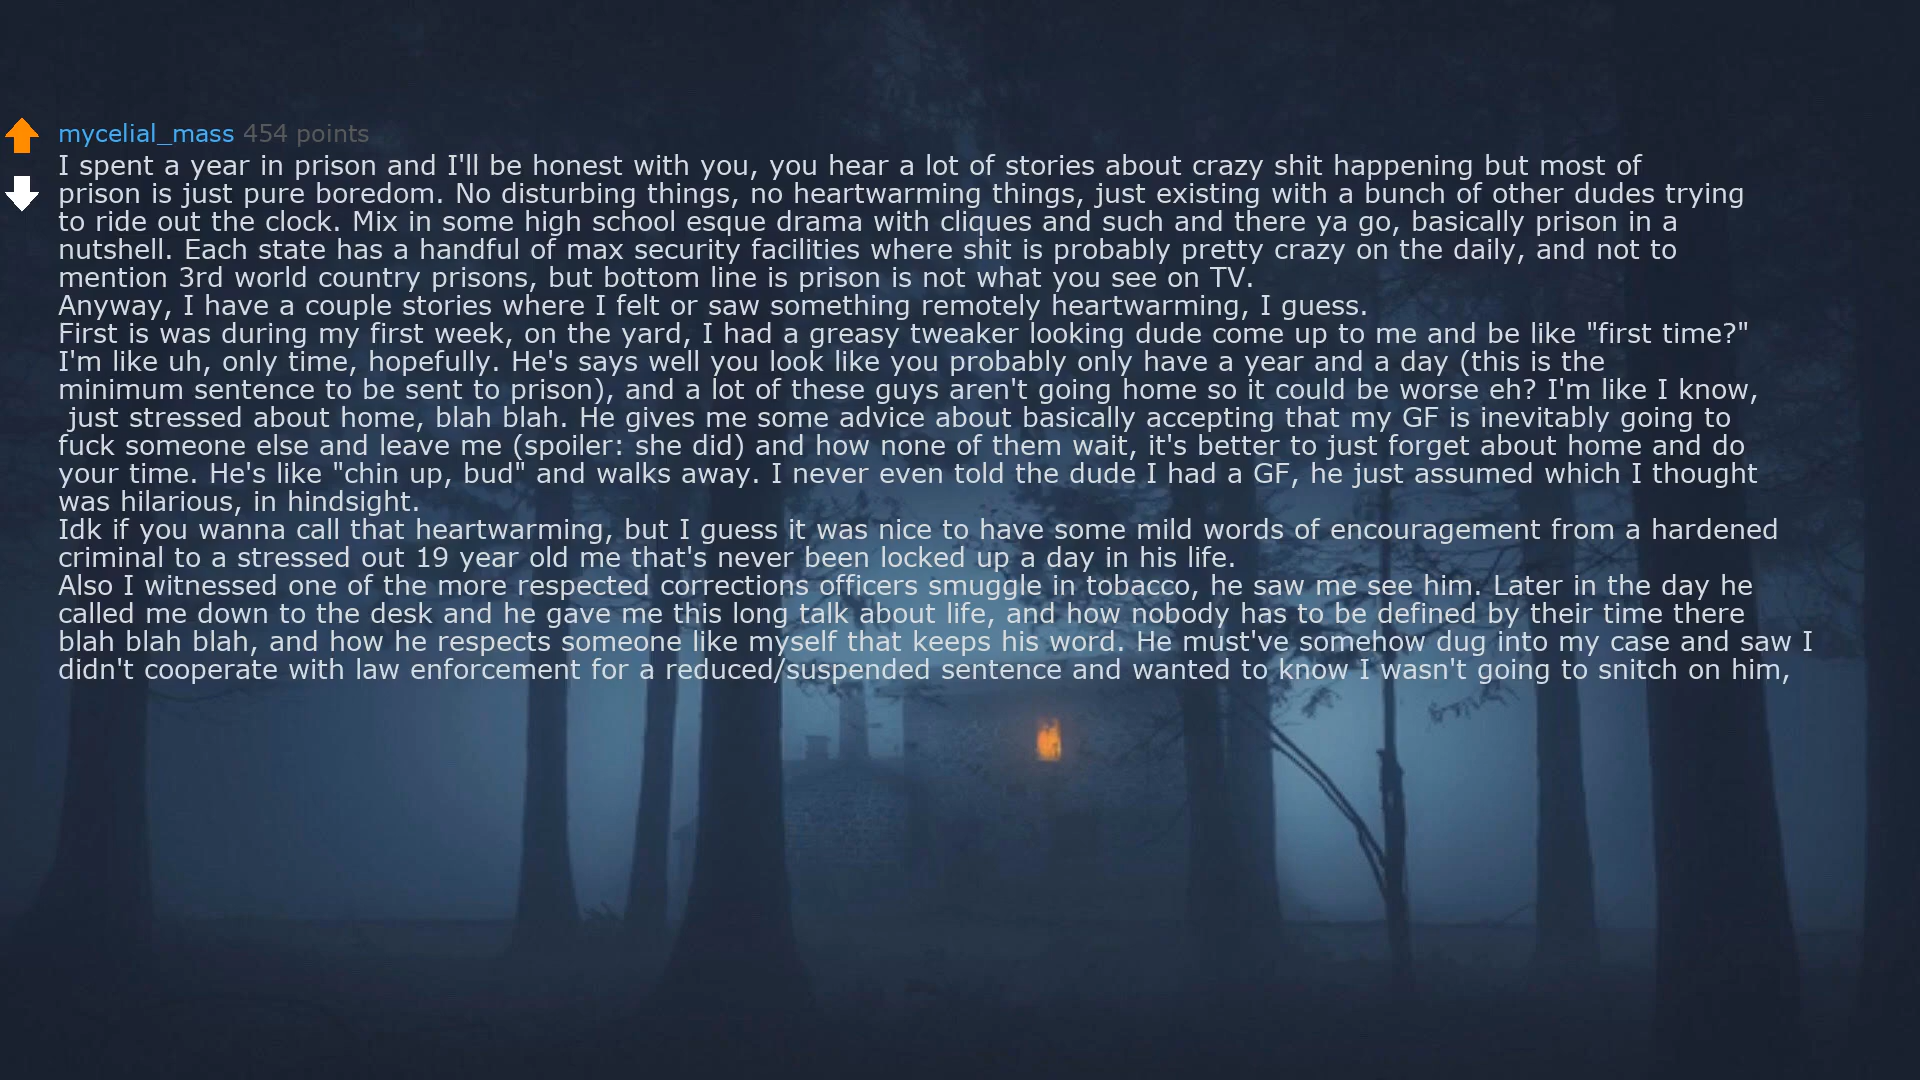 mycelial_mass 454 points
I spent a year in prison and I'll be honest with you, you hear a lot of stories about crazy shit happening but most of
prison is just pure boredom. No disturbing things, no heartwarming things, just existing with a bunch of other dudes trying
to ride out the clock. Mix in some high school esque drama with cliques and such and there ya go, basically prison in a
nutshell. Each state has a handful of max security facilities where shit is probably pretty crazy on the daily, and not to
mention 3rd world country prisons, but bottom line is prison is not what you see on TV.
Anyway, I have a couple stories where I felt or saw something remotely heartwarming, I guess.
First is was during my first week, on the yard, I had a greasy tweaker looking dude come up to me and be like "first time?"
I'm like uh, only time, hopefully. He's says well you look like you probably only have a year and a day (this is the
minimum sentence to be sent to prison), and a lot of these guys aren't going home so it could be worse eh? I'm like I know,
just stressed about home, blah blah. He gives me some advice about basically accepting that my GF is inevitably going to
fuck someone else and leave me (spoiler: she did) and how none of them wait, it's better to just forget about home and do
your time. He's like "chin up, bud" and walks away. I never even told the dude I had a GF, he just assumed which I thought
was hilarious, in hindsight.
Idk if you wanna call that heartwarming, but I guess it was nice to have some mild words of encouragement from a hardened
criminal to a stressed out 19 year old me that's never been locked up a day in his life.
Also I witnessed one of the more respected corrections officers smuggle in tobacco, he saw me see him. Later in the day he
called me down to the desk and he gave me this long talk about life, and how nobody has to be defined by their time there
blah blah blah, and how he respects someone like myself that keeps his word. He must've somehow dug into my case and saw I
didn't cooperate with law enforcement for a reduced/suspended sentence and wanted to know I wasn't going to snitch on him,